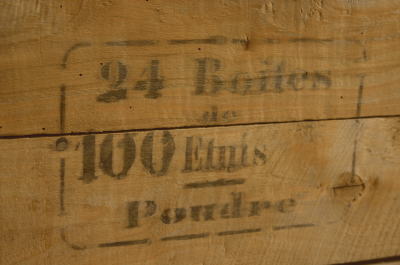 24 Boites
de
100 Etuis
Poudre